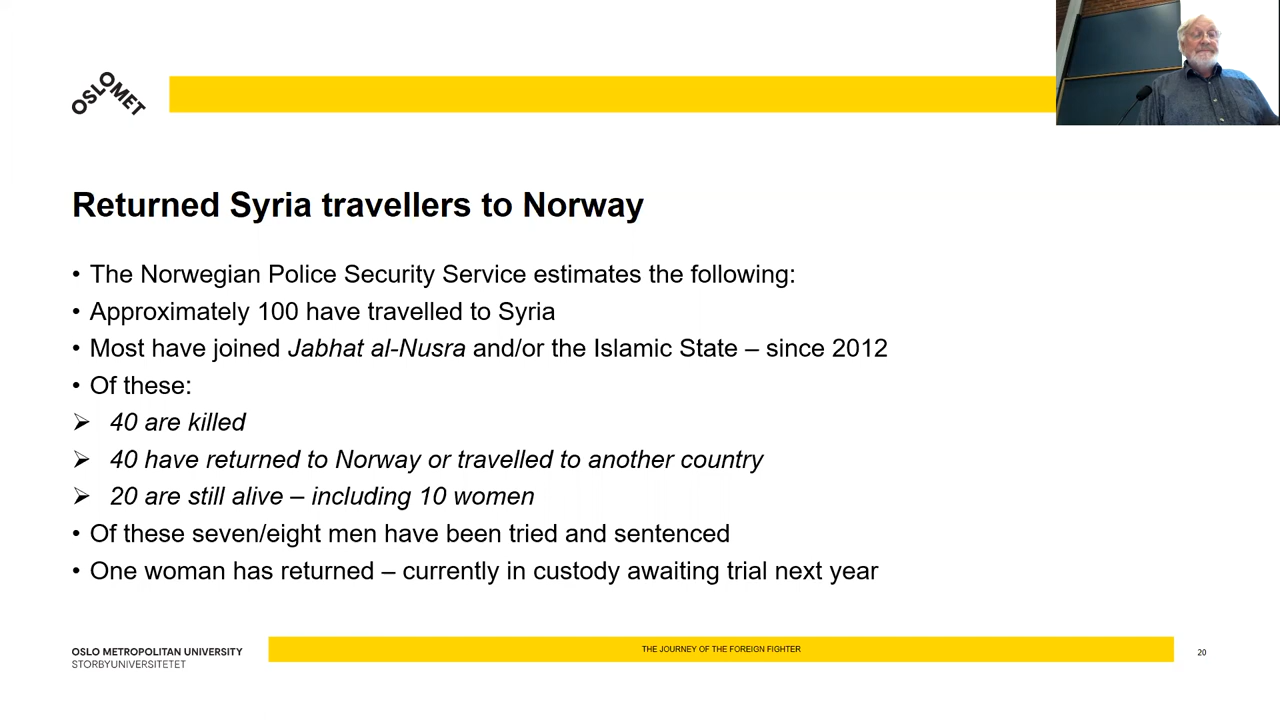 OSLOMET
Returned Syria travellers to Norway
• The Norwegian Police Security Service estimates the following:
• Approximately 100 have travelled to Syria
• Most have joined Jabhat al-Nusra and/or the Islamic State – since 2012
• Of these:
➢ 40 are killed
➢ 40 have returned to Norway or travelled to another country
➢ 20 are still alive – including 10 women
• Of these seven/eight men have been tried and sentenced
• One woman has returned – currently in custody awaiting trial next year
OSLO METROPOLITAN UNIVERSITY
STORBYUNIVERSITETET
THE JOURNEY OF THE FOREIGN FIGHTER
20